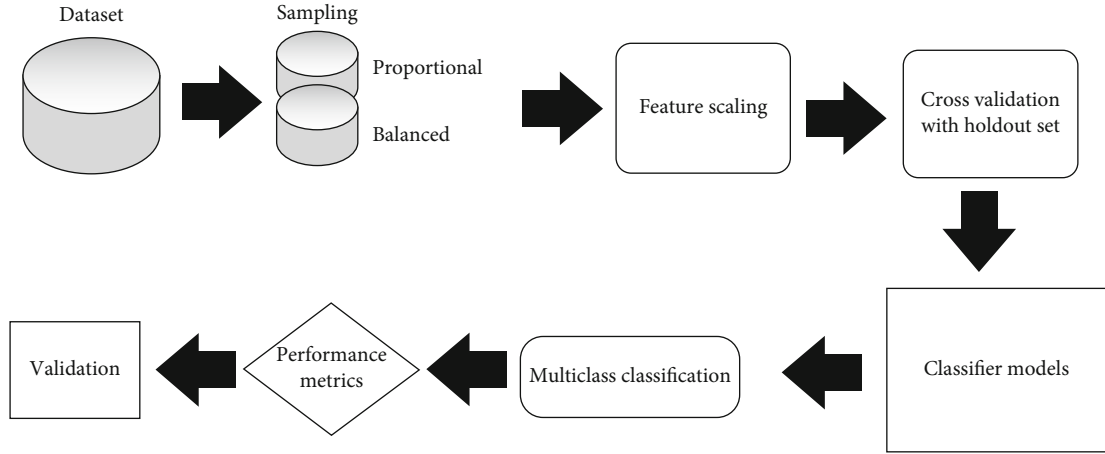 Dataset
Sampling
Proportional
Balanced
Feature scaling
Cross validation
with holdout set
Classifier models
Multiclass classification
Performance
metrics
Validation